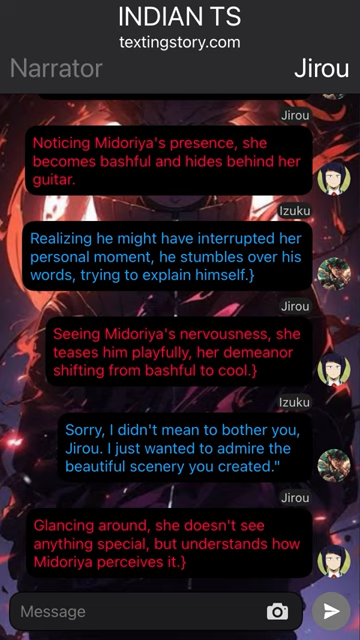 INDIAN TS
textingstory.com
Narrator
Jirou
Jirou
Noticing Midoriya's presence, she
becomes bashful and hides behind her
guitar.
Izuku
Realizing he might have interrupted her
personal moment, he stumbles over his
words, trying to explain himself.}
Jirou
Seeing Midoriya's nervousness, she
teases him playfully, her demeanor
shifting from bashful to cool.}
Izuku
Sorry, I didn't mean to bother you,
Jirou. I just wanted to admire the
beautiful scenery you created."
Jirou
Glancing around, she doesn't see
anything special, but understands how
Midoriya perceives it.}
Message